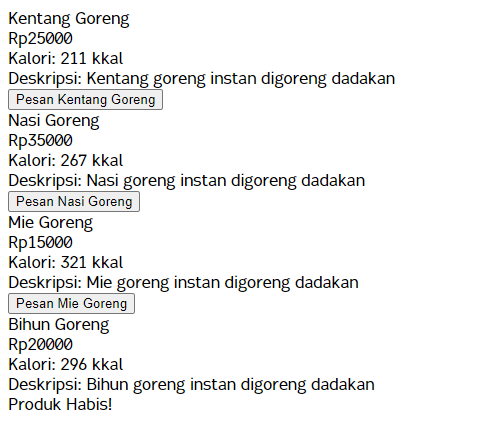 Kentang Goreng
Rp25000
Kalori: 211 kkal
Deskripsi: Kentang goreng instan digoreng dadakan
Pesan Kentang Goreng
Nasi Goreng
Rp35000
Kalori: 267 kkal
Deskripsi: Nasi goreng instan digoreng dadakan
Pesan Nasi Goreng
Mie Goreng
Rp15000
Kalori: 321 kkal
Deskripsi: Mie goreng instan digoreng dadakan
Pesan Mie Goreng
Bihun Goreng
Rp20000
Kalori: 296 kkal
Deskripsi: Bihun goreng instan digoreng dadakan
Produk Habis!